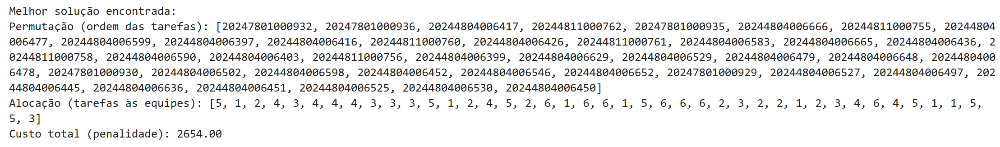 Melhor solução encontrada:
Permutação (ordem das tarefas): [20247801000932, 20247801000936, 20244804006417, 20244811000762, 20247801000935, 20244804006666, 20244811000755, 20244804
006477, 20244804006599, 20244804006397, 20244804006416, 20244811000760, 20244804006426, 20244811000761, 20244804006583, 20244804006665, 20244804006436, 2
0244811000758, 20244804006590, 20244804006403, 20244811000756, 20244804006399, 20244804006629, 20244804006529, 20244804006479, 20244804006648, 2024480400
6478, 20247801000930, 20244804006502, 20244804006598, 20244804006452, 20244804006546, 20244804006652, 20247801000929, 20244804006527, 20244804006497, 202
44804006445, 20244804006636, 20244804006451, 20244804006525, 20244804006530, 20244804006450]
Alocação (tarefas às equipes): [5, 1, 2, 4, 3, 4, 4, 4, 3, 3, 3, 5, 1, 2, 4, 5, 2, 6, 1, 6, 6, 1, 5, 6, 6, 6, 2, 3, 2, 2, 1, 2, 3, 4, 6, 4, 5, 1, 1, 5,
5, 3]
Custo total (penalidade): 2654.00